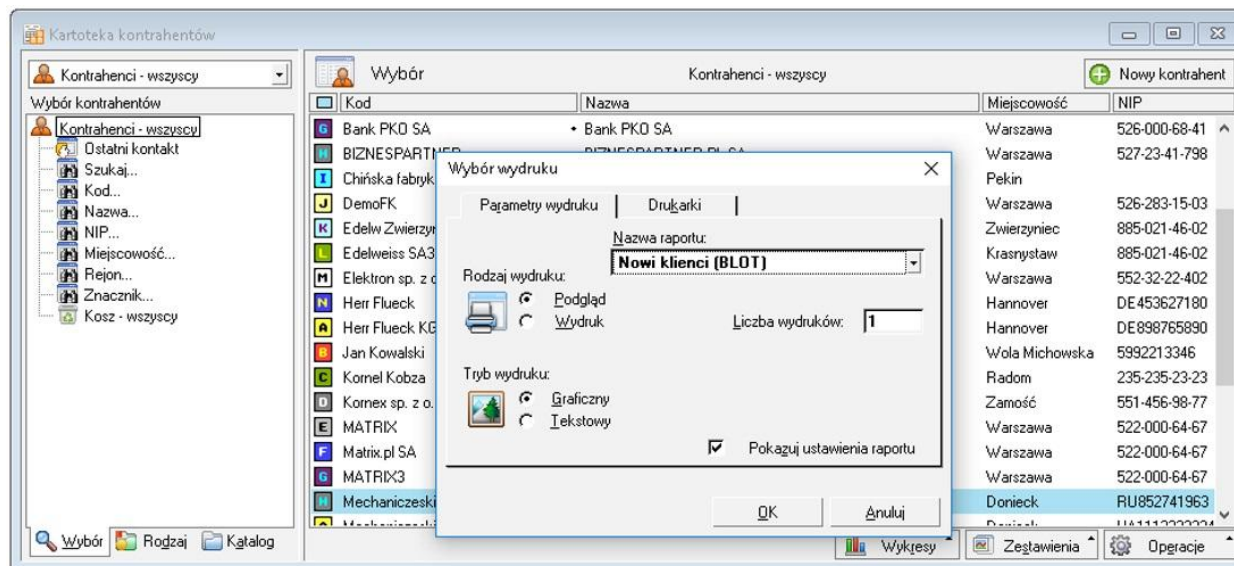 Kartoteka kontrahentów
Kontrahenci - wszyscy
Wybór kontrahentów
Kontrahenci - wszyscy
Ostatni kontakt
Szukaj...
Kod...
Nazwa...
NIP...
Miejscowość...
Rejon...
Znacznik...
Kosz - wszyscy
Wybór Rodzaj Katalog
Wybór Kontrahenci - wszyscy Nowy kontrahent
Kod Nazwa Miejscowość NIP
G Bank PKO SA • Bank PKO SA Warszawa 526-000-68-41
H BIZNESPARTNER BIZNESPARTNER.PL SA Warszawa 527-23-41-798
I Chińska fabryk Pekin
J DemoFK Warszawa 526-283-15-03
K Edelw Zwierzyn Zwierzyniec 885-021-46-02
L Edelweiss SA3 Krasnystaw 885-021-46-02
M Elektron sp. z o Warszawa 552-32-22-402
N Herr Flueck Hannover DE453627180
A Herr Flueck KG Hannover DE898765890
B Jan Kowalski Wola Michowska 5992213346
C Kornel Kobza Radom 235-235-23-23
D Kornex sp. z o. Zamość 551-456-98-77
E MATRIX Warszawa 522-000-64-67
F Matrix.pl SA Warszawa 522-000-64-67
G MATRIX3 Warszawa 522-000-64-67
H Mechaniczeski Donieck RU852741963
Wybór wydruku
Parametry wydruku Drukarki
Nazwa raportu:
Nowi klienci (BLOT)
Rodzaj wydruku:
Podgląd
Wydruk
Liczba wydruków: 1
Tryb wydruku:
Graficzny
Tekstowy
Pokazuj ustawienia raportu
OK Anuluj
Wykresy Zestawienia Operacje